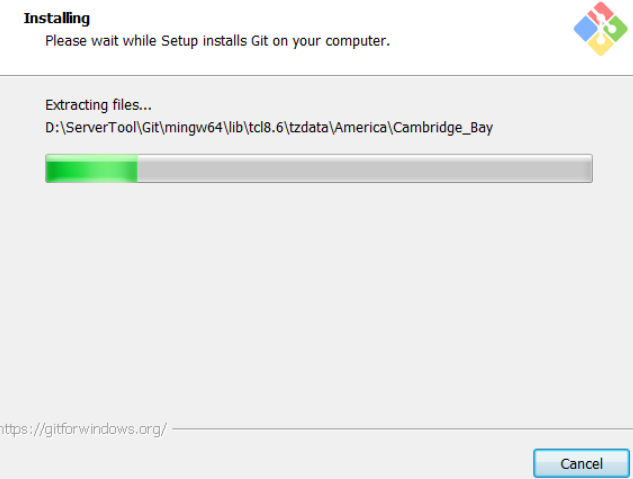 Installing
Please wait while Setup installs Git on your computer.
Extracting files...
D:\ServerTool\Git\mingw64\lib\tcl8.6\tzdata\America\Cambridge_Bay
https://gitforwindows.org/
Cancel